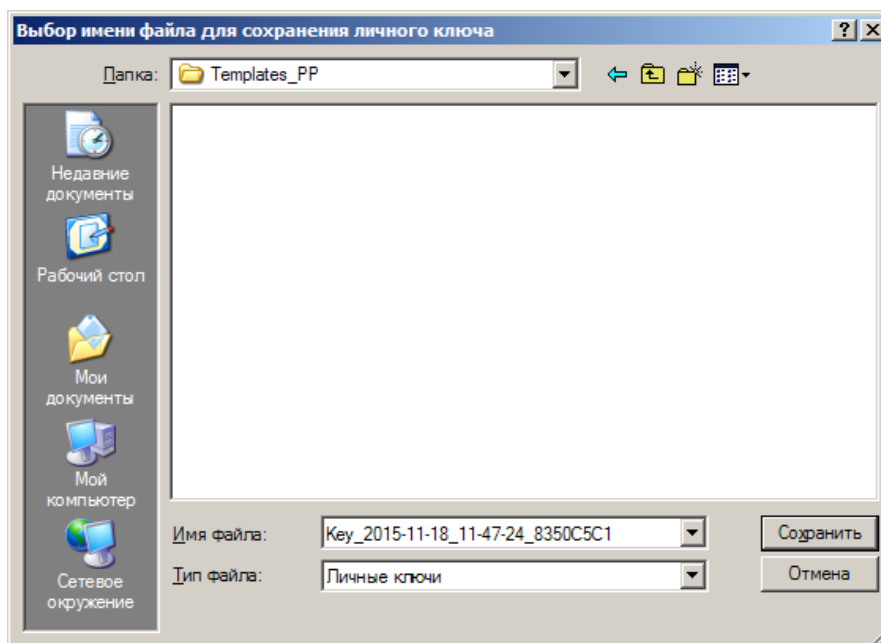 Выбор имени файла для сохранения личного ключа
Папка: Templates_PP
Недавние
документы
Рабочий стол
Мои
документы
Мой
компьютер
Сетевое
окружение
Имя файла: Key_2015-11-18_11-47-24_8350C5C1 Сохранить
Тип файла: Личные ключи Отмена